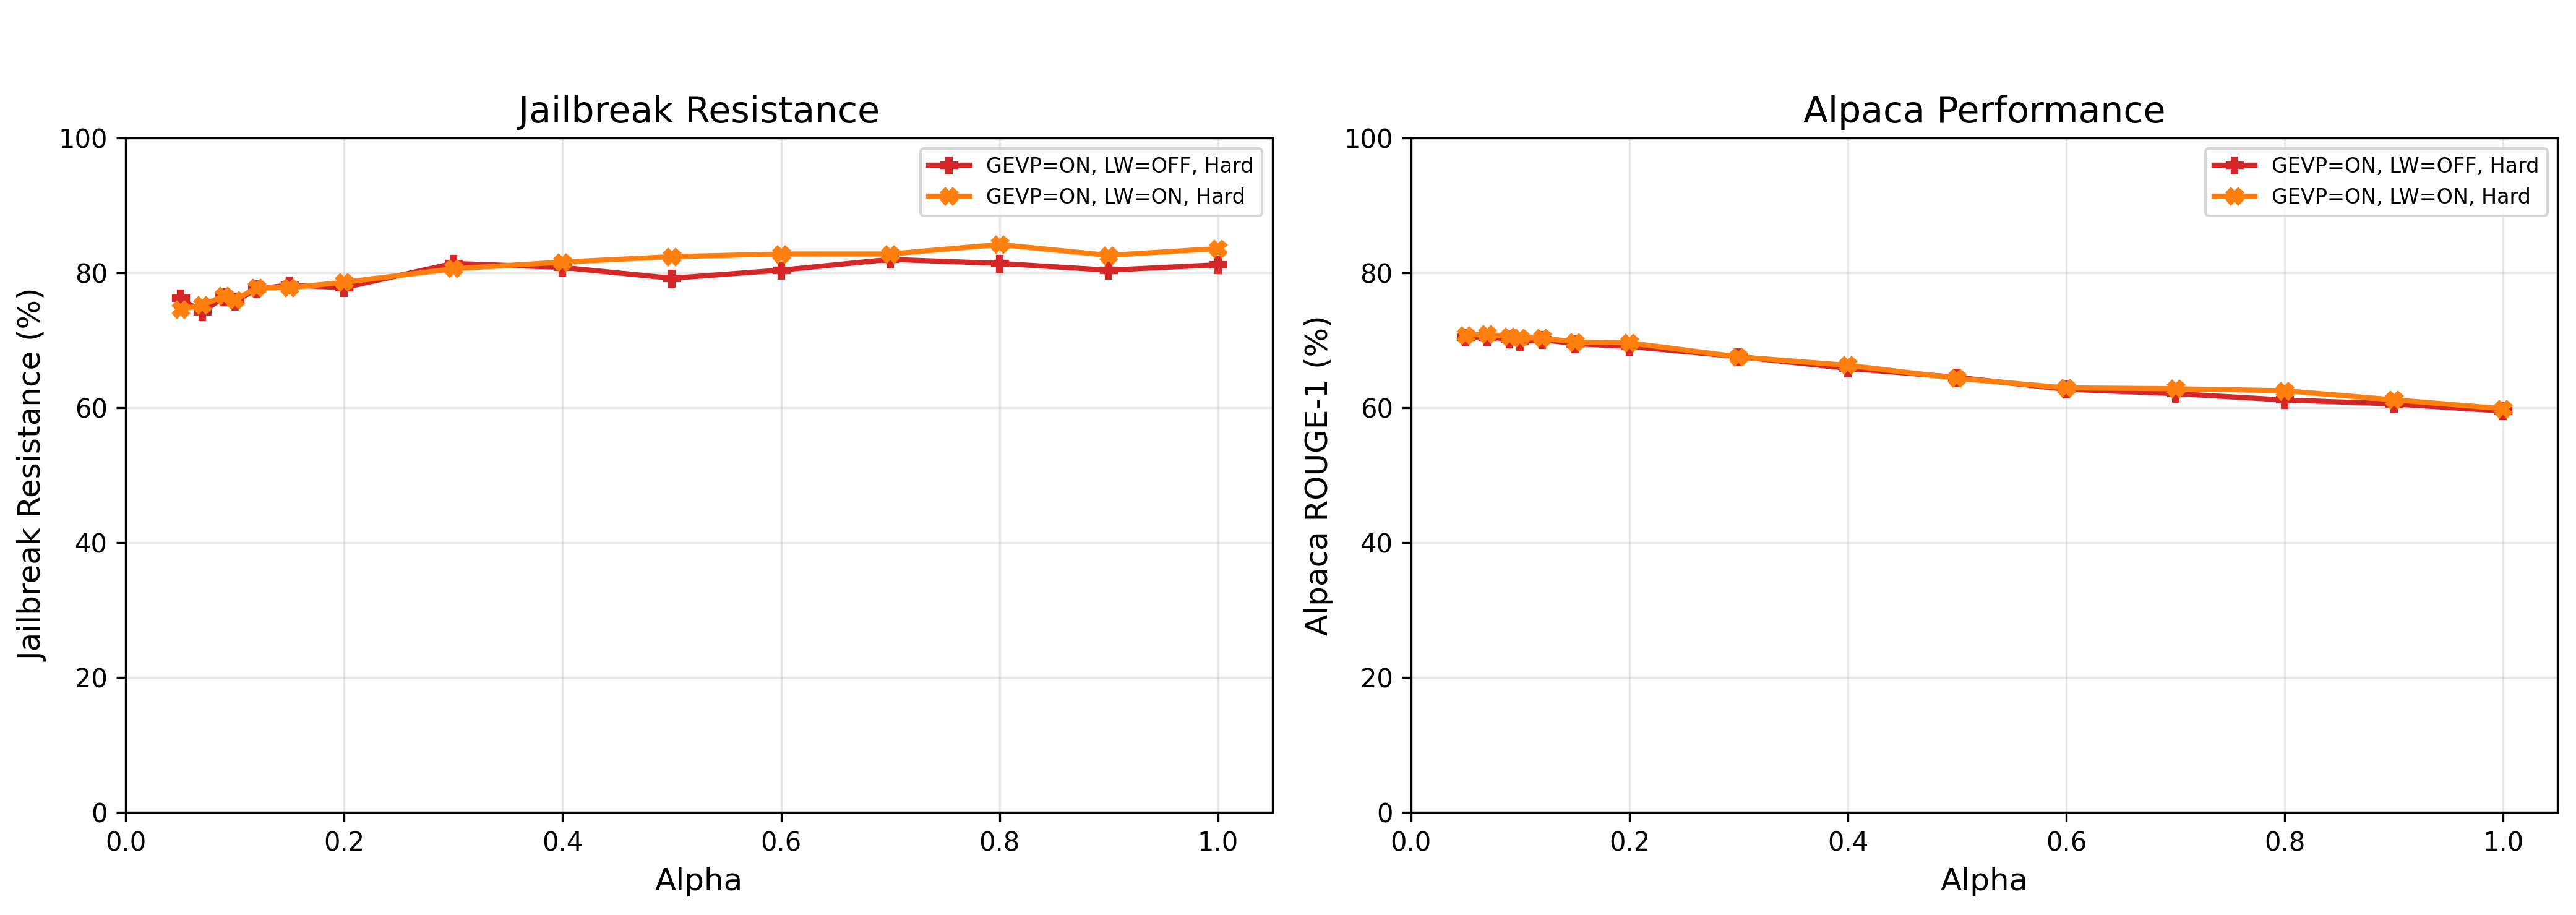 Jailbreak Resistance
Jailbreak Resistance (%)
100
80
60
40
20
0
GEVP=ON, LW=OFF, Hard
GEVP=ON, LW=ON, Hard
0.0 0.2 0.4 0.6 0.8 1.0
Alpha
Alpaca Performance
Alpaca ROUGE-1 (%)
100
80
60
40
20
0
GEVP=ON, LW=OFF, Hard
GEVP=ON, LW=ON, Hard
0.0 0.2 0.4 0.6 0.8 1.0
Alpha